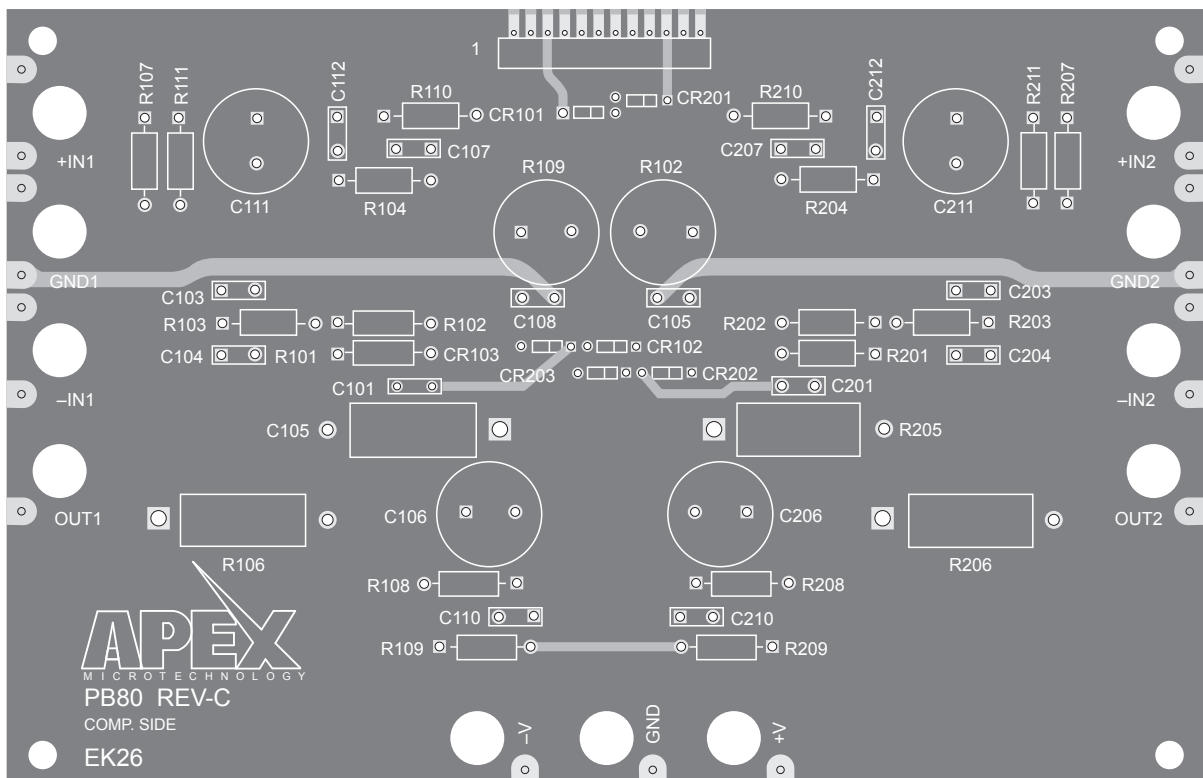 1
R107
R111
C112
R110
CR101
CR201
R210
C212
R211
R207
+IN1
C107
C207
+IN2
R109
R102
C111
R104
R204
C211
GND1
GND2
C103
C203
R103
R102
C108
C105
R202
R203
C104
R101
CR103
CR102
R201
C204
CR203
CR202
C101
C201
–IN1
–IN2
C105
R205
C106
C206
OUT1
OUT2
R106
R206
R108
R208
C110
C210
R109
R209
APEX
MICROTECHNOLOGY
PB80 REV-C
COMP. SIDE
EK26
–V
GND
+V